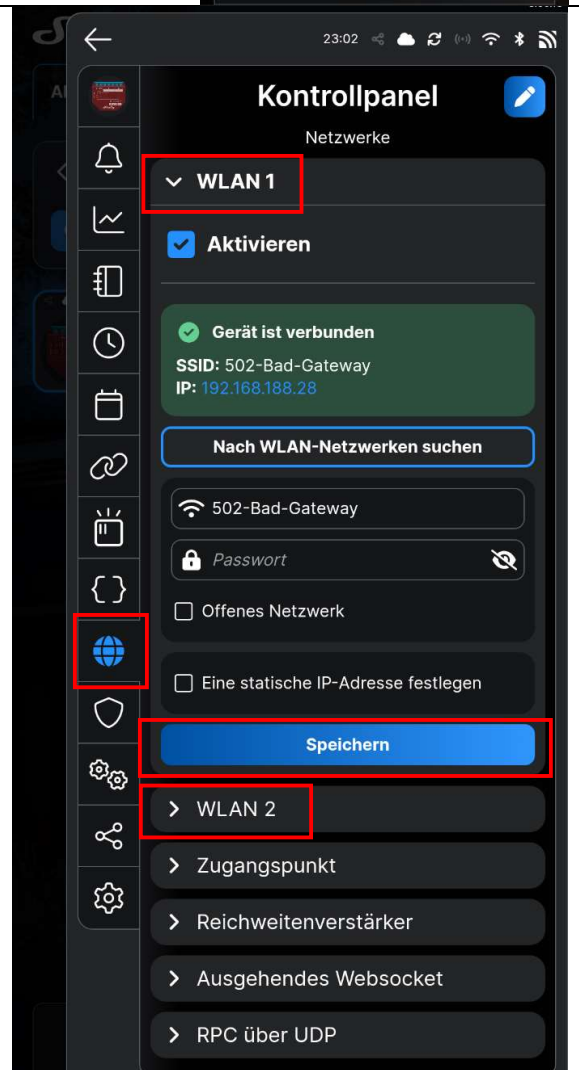 23:02
Kontrollpanel
Netzwerke
WLAN 1
Aktivieren
Gerät ist verbunden
SSID: 502-Bad-Gateway
IP: 192.168.188.28
Nach WLAN-Netzwerken suchen
502-Bad-Gateway
Passwort
Offenes Netzwerk
Eine statische IP-Adresse festlegen
Speichern
WLAN 2
Zugangspunkt
Reichweitenverstärker
Ausgehendes Websocket
RPC über UDP